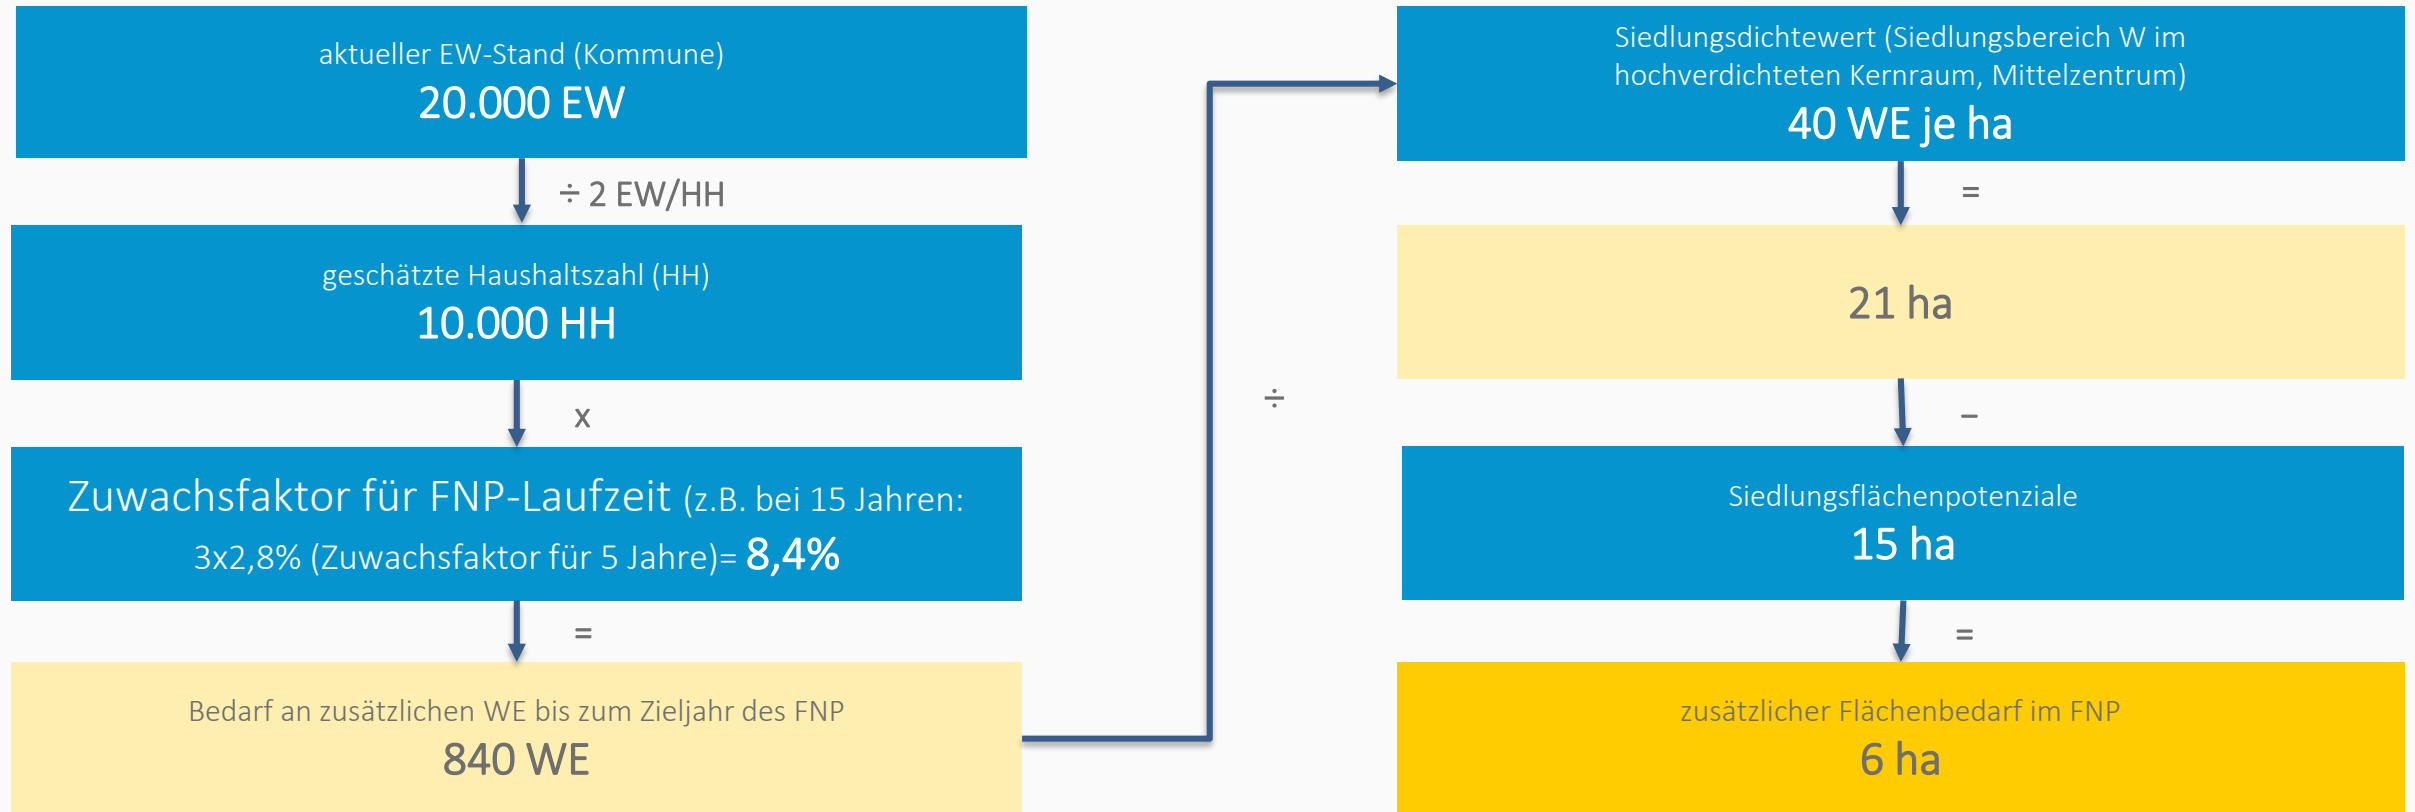 aktueller EW-Stand (Kommune)
20.000 EW
÷ 2 EW/HH
geschätzte Haushaltszahl (HH)
10.000 HH
x
Zuwachsfaktor für FNP-Laufzeit (z.B. bei 15 Jahren:
3x2,8% (Zuwachsfaktor für 5 Jahre)= 8,4%
=
Bedarf an zusätzlichen WE bis zum Zieljahr des FNP
840 WE
÷
Siedlungsdichtewert (Siedlungsbereich W im
hochverdichteten Kernraum, Mittelzentrum)
40 WE je ha
=
21 ha
–
Siedlungsflächenpotenziale
15 ha
=
zusätzlicher Flächenbedarf im FNP
6 ha